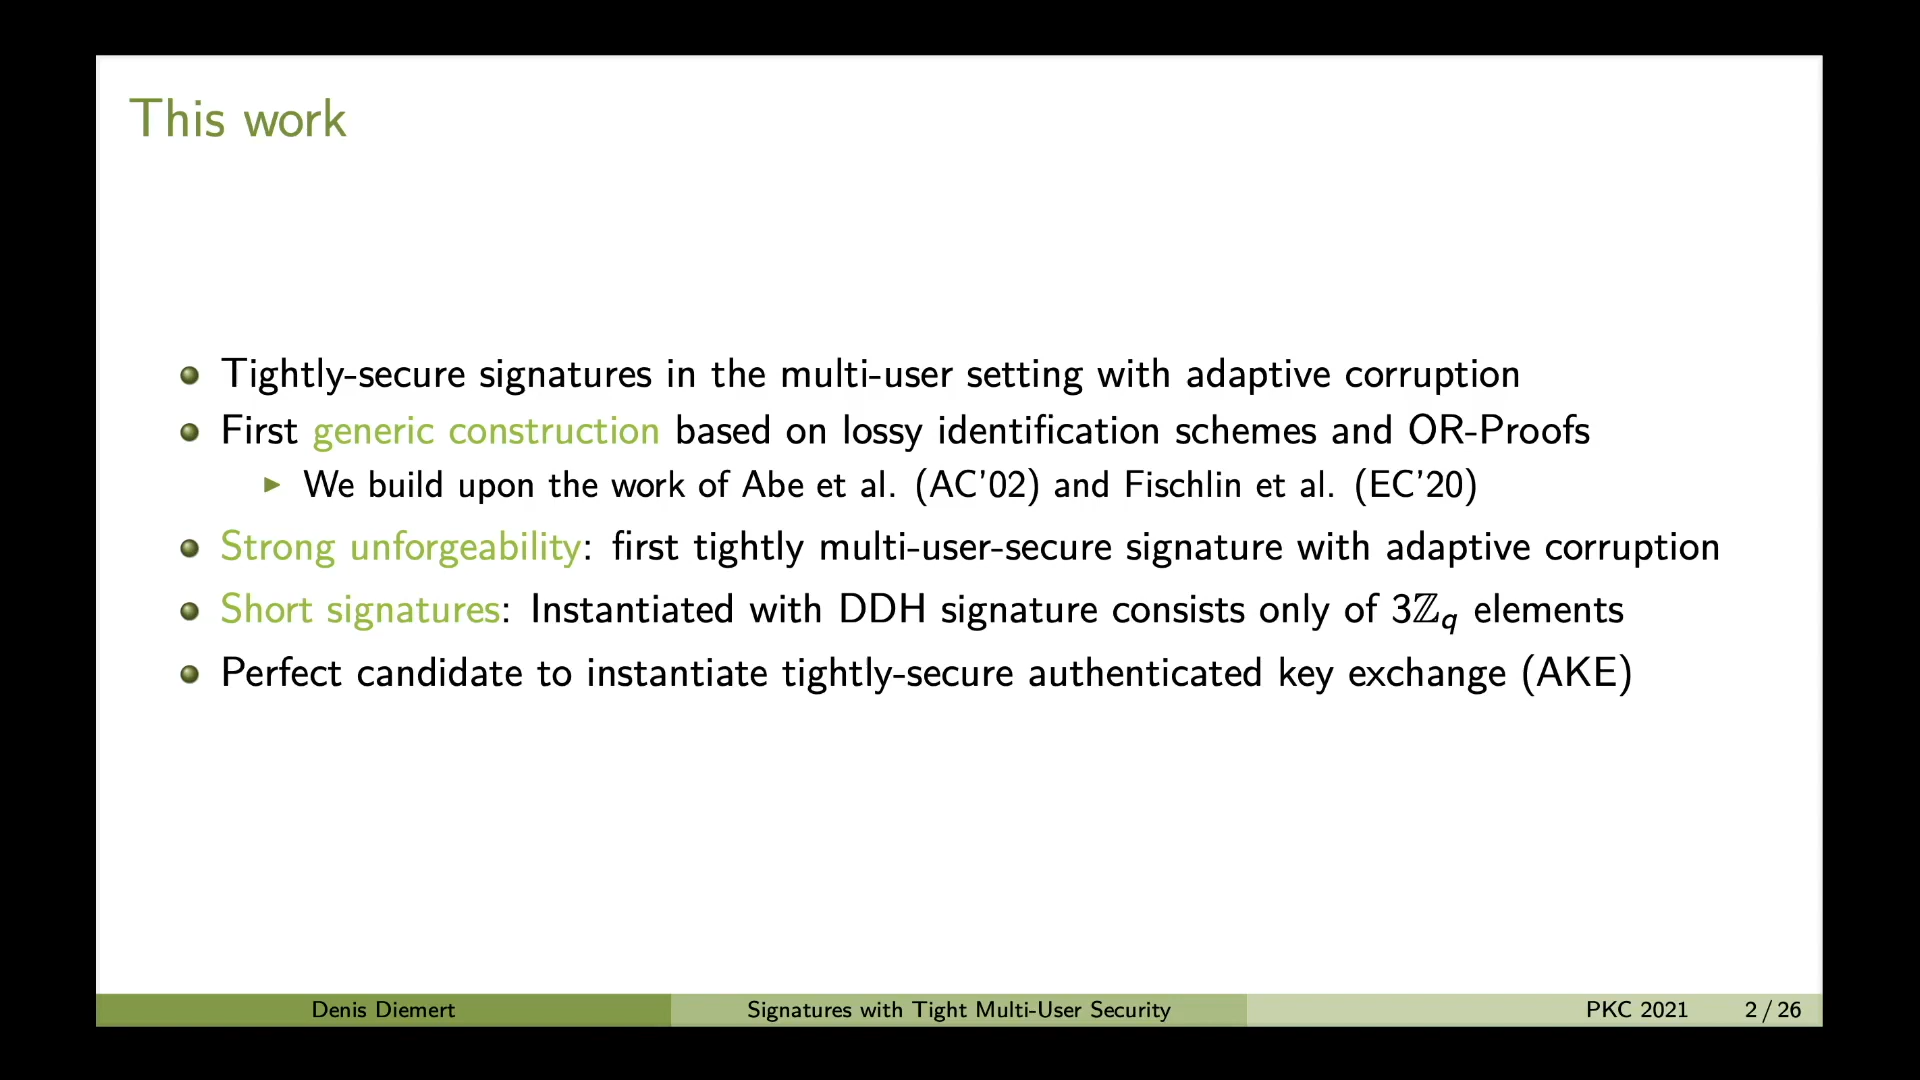 This work
Tightly-secure signatures in the multi-user setting with adaptive corruption
First generic construction based on lossy identification schemes and OR-Proofs
We build upon the work of Abe et al. (AC'02) and Fischlin et al. (EC'20)
Strong unforgeability: first tightly multi-user-secure signature with adaptive corruption
Short signatures: Instantiated with DDH signature consists only of 3ℤq elements
Perfect candidate to instantiate tightly-secure authenticated key exchange (AKE)
Denis Diemert Signatures with Tight Multi-User Security PKC 2021 2 / 26